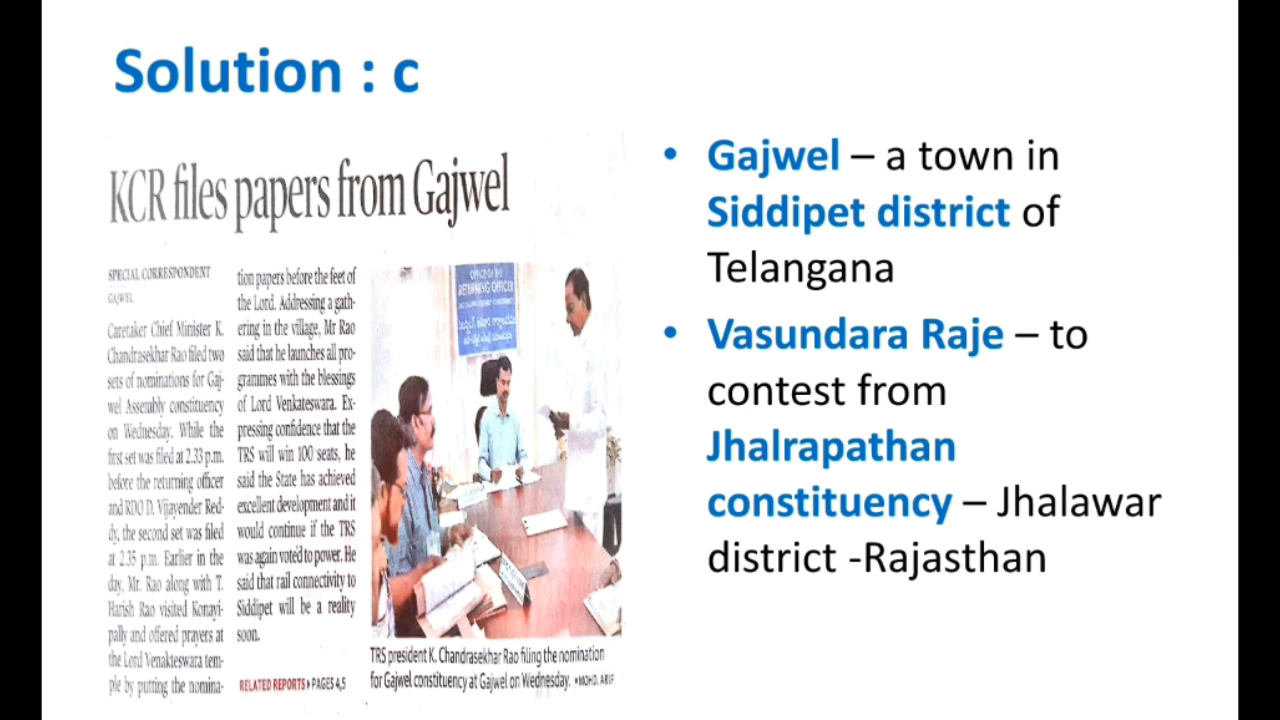 Solution : c
KCR files papers from Gajwel
SPECIAL CORRESPONDENT
GAJWEL
Caretaker Chief Minister K.
Chandrasekhar Rao filed two
sets of nominations for Gaj-
wel Assembly constituency
on Wednesday. While the
first set was filed at 2.33 p.m.
before the returning officer
and RDO D. Vijayender Red-
dy, the second set was filed
at 2.35 p.m. Earlier in the
day, Mr. Rao along with T.
Harish Rao visited Konayi-
pally and offered prayers at
the Lord Venakteswara tem-
ple by putting the nomina-
tion papers before the feet of
the Lord. Addressing a gath-
ering in the village, Mr Rao
said that he launches all pro-
grammes with the blessings
of Lord Venkateswara. Ex-
pressing confidence that the
TRS will win 100 seats, he
said the State has achieved
excellent development and it
would continue if the TRS
was again voted to power. He
said that rail connectivity to
Siddipet will be a reality
soon.
RELATED REPORTS ▸ PAGES 4,5
OFFICE OF THE
RETURNING OFFICER
TRS president K. Chandrasekhar Rao filing the nomination
for Gajwel constituency at Gajwel on Wednesday. •MOHD. ARIF
• Gajwel – a town in
Siddipet district of
Telangana
• Vasundara Raje – to
contest from
Jhalrapathan
constituency – Jhalawar
district -Rajasthan